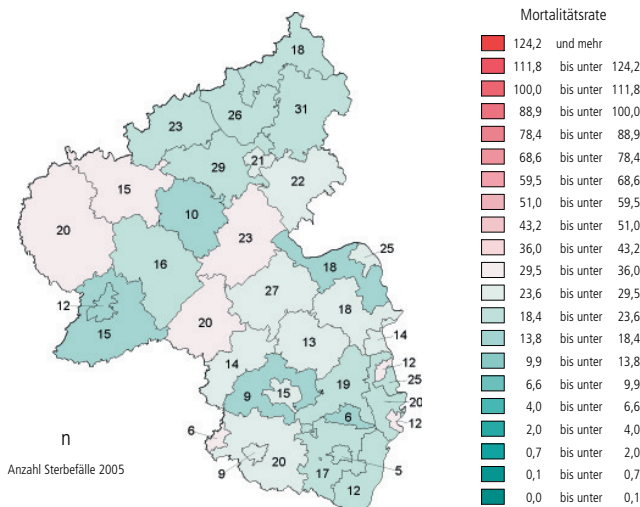 Mortalitätsrate
124,2 und mehr
111,8 bis unter 124,2
100,0 bis unter 111,8
88,9 bis unter 100,0
78,4 bis unter 88,9
68,6 bis unter 78,4
59,5 bis unter 68,6
51,0 bis unter 59,5
43,2 bis unter 51,0
36,0 bis unter 43,2
29,5 bis unter 36,0
23,6 bis unter 29,5
18,4 bis unter 23,6
13,8 bis unter 18,4
9,9 bis unter 13,8
6,6 bis unter 9,9
4,0 bis unter 6,6
2,0 bis unter 4,0
0,7 bis unter 2,0
0,1 bis unter 0,7
0,0 bis unter 0,1
18
26
31
23
29
21
22
15
10
20
23
25
16
18
27
12
15
18
20
14
13
14
12
25
19
9
15
20
6
12
6
9
20
17
5
12
n
Anzahl Sterbefälle 2005